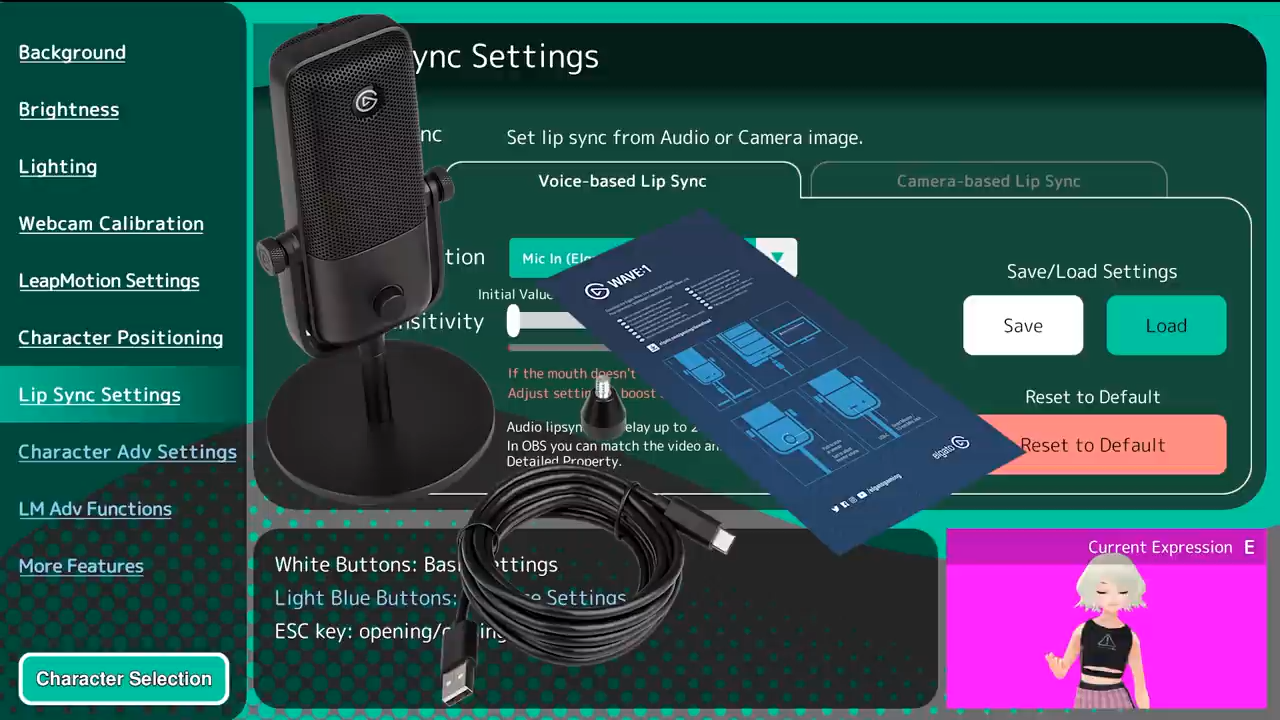 Background
Brightness
Lighting
Webcam Calibration
LeapMotion Settings
Character Positioning
Lip Sync Settings
Character Adv Settings
LM Adv Functions
More Features
Character Selection
ync Settings
nc
Set lip sync from Audio or Camera image.
Voice-based Lip Sync
Camera-based Lip Sync
tion
Mic In (Elg
Initial Value
nsitivity
If the mouth doesn't
Adjust settin boost
Audio lipsyn elay up to 2
In OBS you can match the video an
Detailed Property.
Save/Load Settings
Save
Load
Reset to Default
Reset to Default
WAVE:1
elgato
/elgatogaming
White Buttons: Basi ettings
Light Blue Buttons: e Settings
ESC key: opening/c ing
Current Expression E